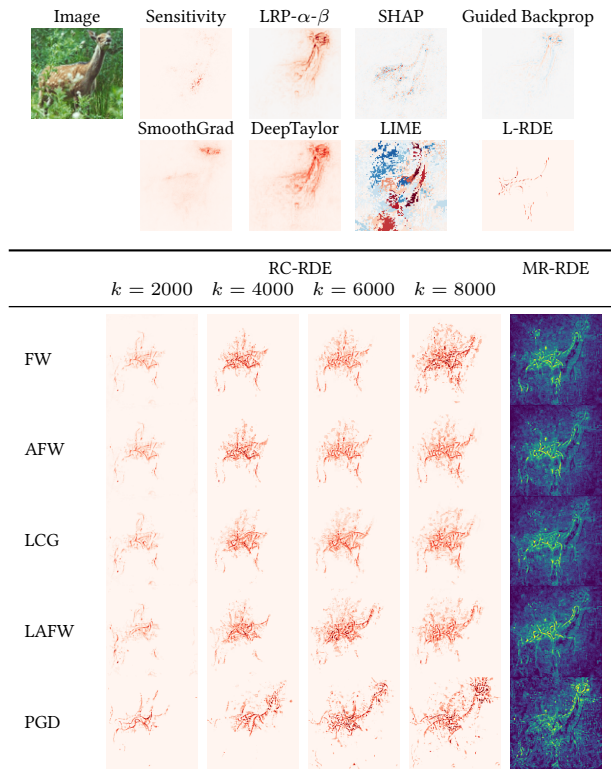 Image Sensitivity LRP-α-β SHAP Guided Backprop
SmoothGrad DeepTaylor LIME L-RDE
RC-RDE MR-RDE
k = 2000 k = 4000 k = 6000 k = 8000
FW
AFW
LCG
LAFW
PGD